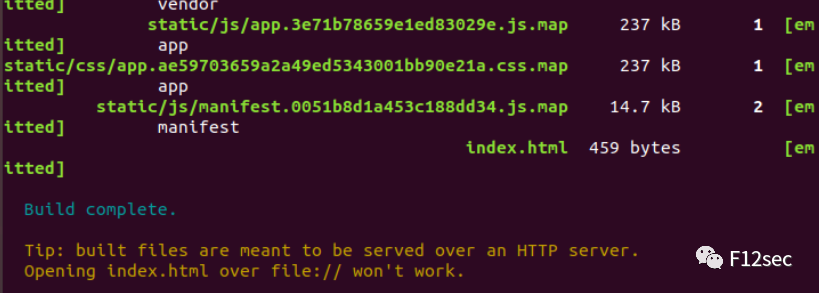 itted] vendor
static/js/app.3e71b78659e1ed83029e.js.map 237 kB 1 [em
itted] app
static/css/app.ae59703659a2a49ed5343001bb90e21a.css.map 237 kB 1 [em
itted] app
static/js/manifest.0051b8d1a453c188dd34.js.map 14.7 kB 2 [em
itted] manifest
index.html 459 bytes [em
itted]
Build complete.
Tip: built files are meant to be served over an HTTP server.
Opening index.html over file:// won't work.
F12sec